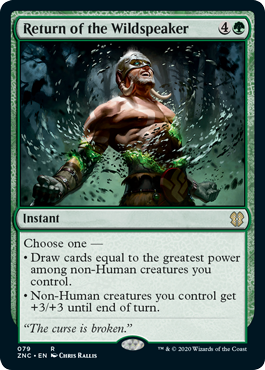 Return of the Wildspeaker 4
Instant
Choose one —
• Draw cards equal to the greatest power
among non-Human creatures you
control.
• Non-Human creatures you control get
+3/+3 until end of turn.
"The curse is broken."
079 R
ZNC • EN Chris Rallis
™ & © 2020 Wizards of the Coast